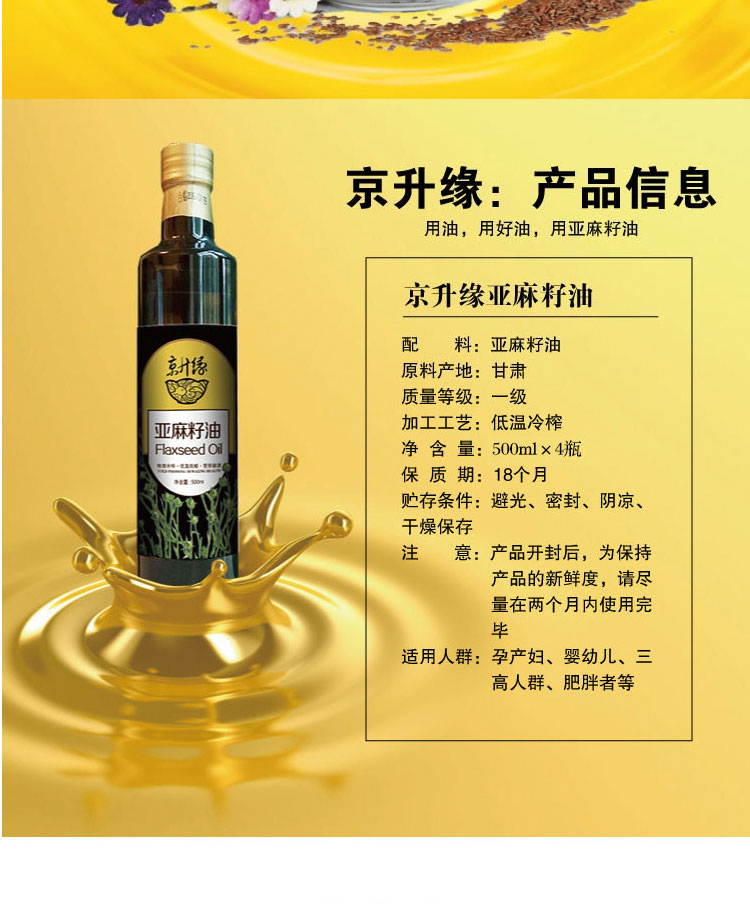 京升缘：产品信息
用油，用好油，用亚麻籽油
京升缘亚麻籽油
配 料：亚麻籽油
原料产地：甘肃
质量等级：一级
加工工艺：低温冷榨
净 含 量：500ml×4瓶
保 质 期：18个月
贮存条件：避光、密封、阴凉、
干燥保存
注 意：产品开封后，为保持
产品的新鲜度，请尽
量在两个月内使用完
毕
适用人群：孕产妇、婴幼儿、三
高人群、肥胖者等
京升缘
亚麻籽油
Flaxseed Oil
净含量：500ml